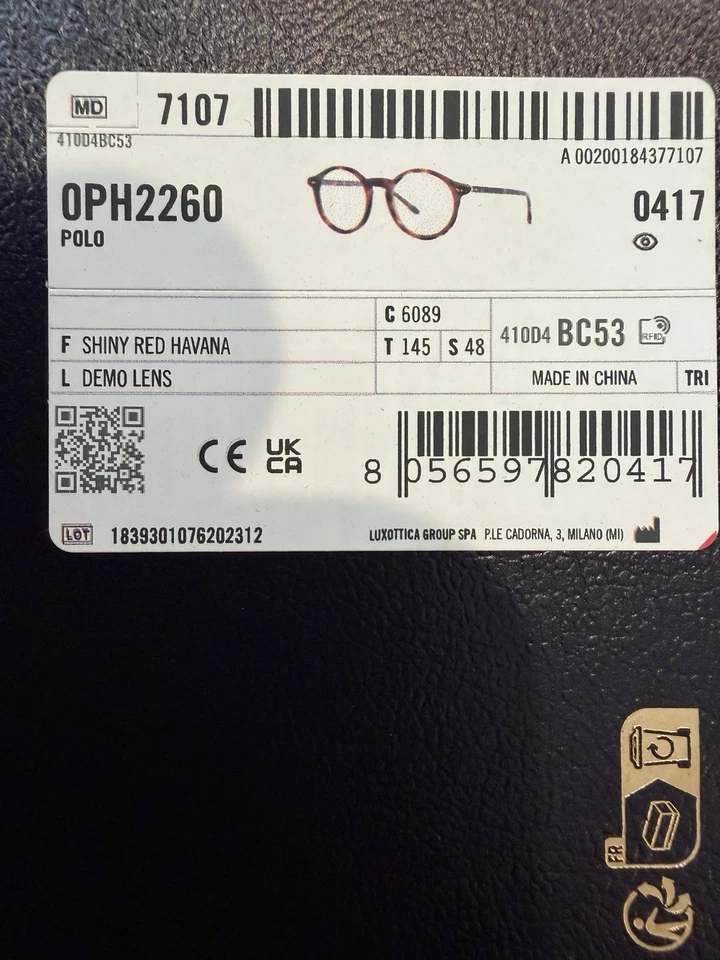 MD 7107
410D4BC53
A 00200184377107
0PH2260 0417
POLO
C 6089
F SHINY RED HAVANA T 145 S 48 410D4 BC53 RFID
L DEMO LENS MADE IN CHINA TRI
CE UK CA
8 056597 820417
LOT 1839301076202312 LUXOTTICA GROUP SPA P.LE CADORNA, 3, MILANO (MI)
FR